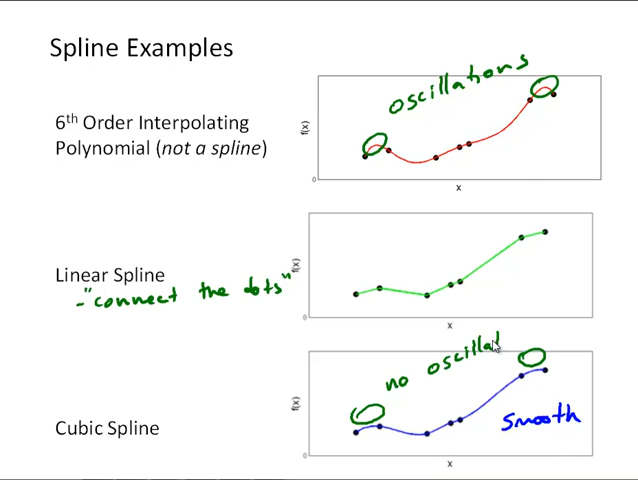 Spline Examples
oscillations
6th Order Interpolating
Polynomial (not a spline)
f(x)
0
x
Linear Spline
-"connect the dots"
f(x)
0
x
no oscillal
Cubic Spline
smooth
f(x)
0
x